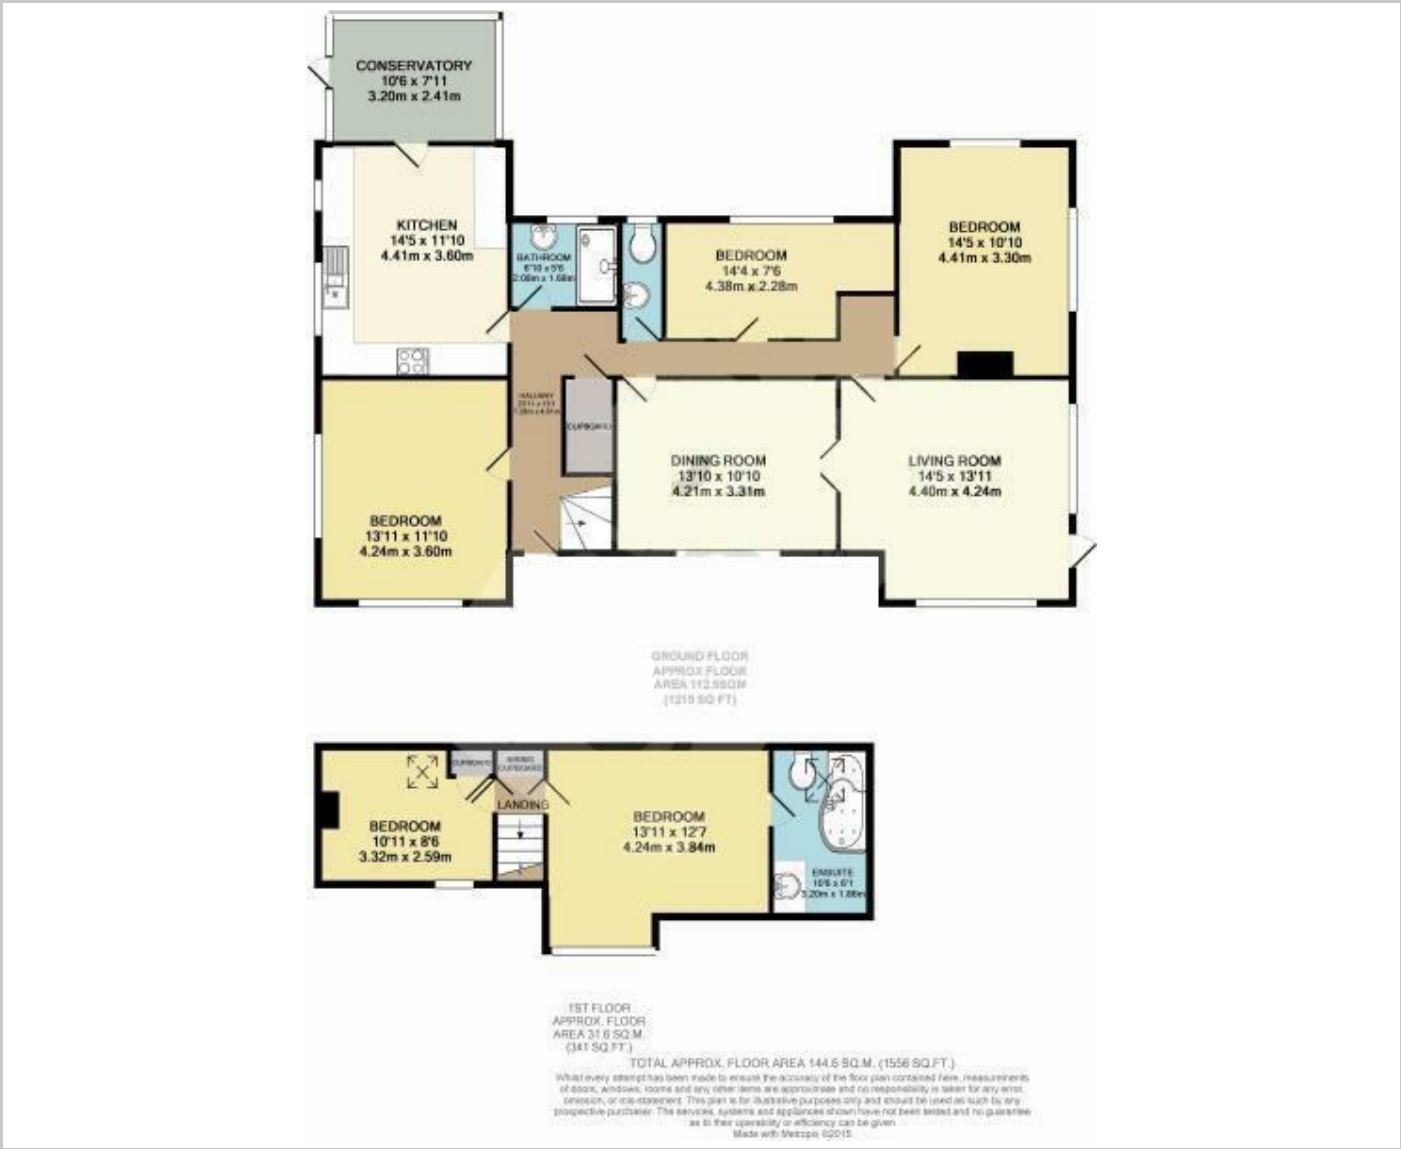 CONSERVATORY
10'6 x 7'11
3.20m x 2.41m
KITCHEN
14'5 x 11'10
4.41m x 3.60m
BATHROOM
6'10 x 5'6
2.08m x 1.68m
BEDROOM
14'4 x 7'6
4.38m x 2.28m
BEDROOM
14'5 x 10'10
4.41m x 3.30m
HALLWAY
CUPBOARD
DINING ROOM
13'10 x 10'10
4.21m x 3.31m
LIVING ROOM
14'5 x 13'11
4.40m x 4.24m
BEDROOM
13'11 x 11'10
4.24m x 3.60m
GROUND FLOOR
APPROX FLOOR
AREA 112.9SQM
(1215 SQ FT)
CUPBOARD
AIRING
CUPBOARD
LANDING
BEDROOM
10'11 x 8'6
3.32m x 2.59m
BEDROOM
13'11 x 12'7
4.24m x 3.84m
ENSUITE
10'6 x 6'1
3.20m x 1.86m
1ST FLOOR
APPROX. FLOOR
AREA 31.6 SQ.M.
(341 SQ.FT.)
TOTAL APPROX. FLOOR AREA 144.6 SQ.M. (1556 SQ.FT.)
Whilst every attempt has been made to ensure the accuracy of the floor plan contained here, measurements
of doors, windows, rooms and any other items are approximate and no responsibility is taken for any error,
omission, or mis-statement. This plan is for illustrative purposes only and should be used as such by any
prospective purchaser. The services, systems and appliances shown have not been tested and no guarantee
as to their operability or efficiency can be given
Made with Metropix ©2015